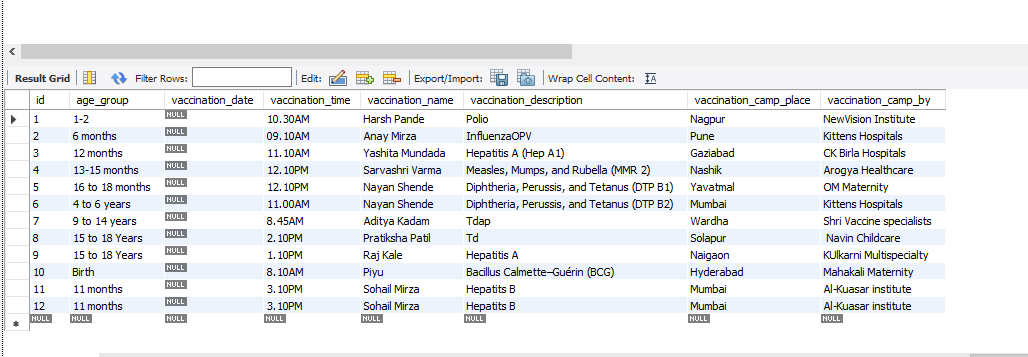 Result Grid Filter Rows: Edit: Export/Import: Wrap Cell Content:
id age_group vaccination_date vaccination_time vaccination_name vaccination_description vaccination_camp_place vaccination_camp_by
1 1-2 NULL 10.30AM Harsh Pande Polio Nagpur NewVision Institute
2 6 months NULL 09.10AM Anay Mirza InfluenzaOPV Pune Kittens Hospitals
3 12 months NULL 11.10AM Yashita Mundada Hepatitis A (Hep A1) Gaziabad CK Birla Hospitals
4 13-15 months NULL 12.10PM Sarvashri Varma Measles, Mumps, and Rubella (MMR 2) Nashik Arogya Healthcare
5 16 to 18 months NULL 12.10PM Nayan Shende Diphtheria, Perussis, and Tetanus (DTP B1) Yavatmal OM Maternity
6 4 to 6 years NULL 11.00AM Nayan Shende Diphtheria, Perussis, and Tetanus (DTP B2) Mumbai Kittens Hospitals
7 9 to 14 years NULL 8.45AM Aditya Kadam Tdap Wardha Shri Vaccine specialists
8 15 to 18 Years NULL 2.10PM Pratiksha Patil Td Solapur Navin Childcare
9 15 to 18 Years NULL 1.10PM Raj Kale Hepatitis A Naigaon KUlkarni Multispecialty
10 Birth NULL 8.10AM Piyu Bacillus Calmette–Guérin (BCG) Hyderabad Mahakali Maternity
11 11 months NULL 3.10PM Sohail Mirza Hepatits B Mumbai Al-Kuasar institute
12 11 months NULL 3.10PM Sohail Mirza Hepatits B Mumbai Al-Kuasar institute
NULL NULL NULL NULL NULL NULL NULL NULL